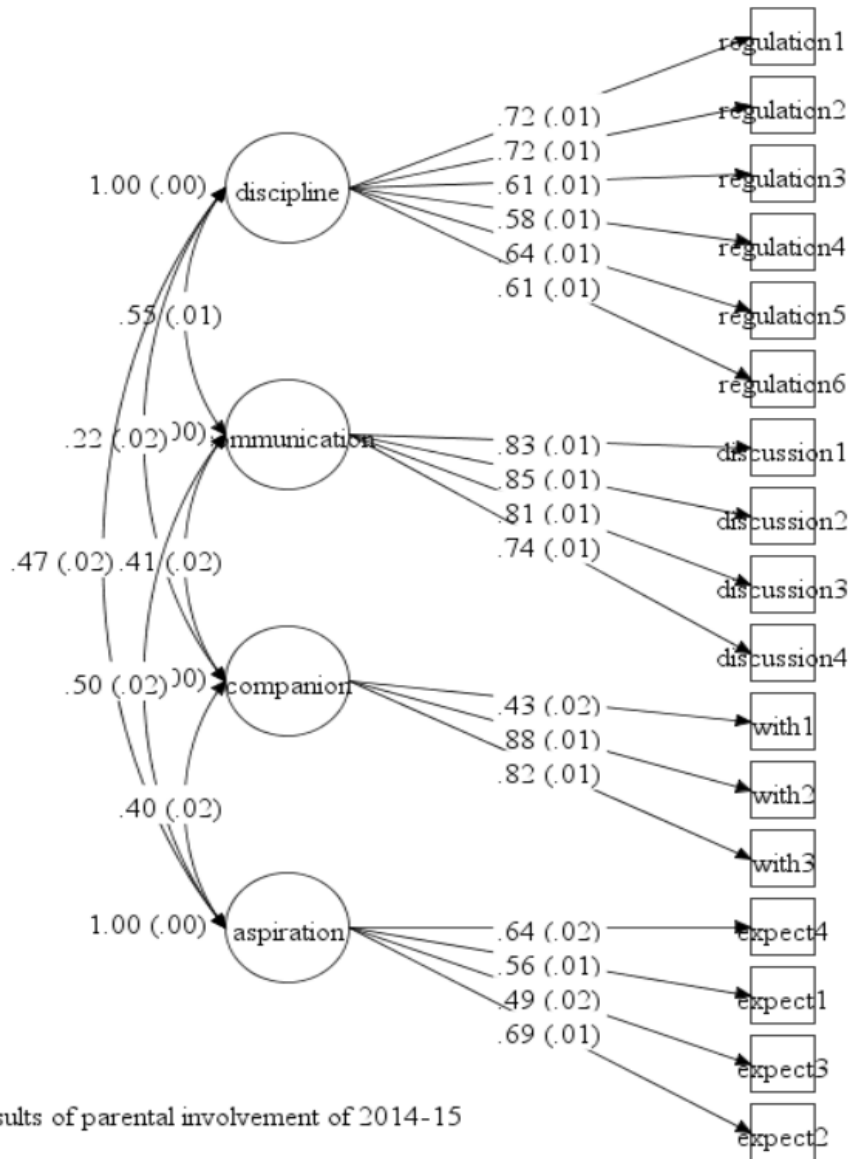 regulation1
regulation2
.72 (.01)
.72 (.01)
regulation3
1.00 (.00)
discipline
.61 (.01)
.58 (.01)
regulation4
.64 (.01)
.61 (.01)
regulation5
.55 (.01)
regulation6
.22 (.02)
00)
mmunication
.83 (.01)
discussion1
.85 (.01)
.81 (.01)
discussion2
.74 (.01)
.47 (.02)
.41 (.02)
discussion3
discussion4
.50 (.02)
00)
companion
.43 (.02)
with1
.88 (.01)
.82 (.01)
with2
.40 (.02)
with3
1.00 (.00)
aspiration
.64 (.02)
expect4
.56 (.01)
.49 (.02)
expect1
.69 (.01)
expect3
sults of parental involvement of 2014-15
expect2